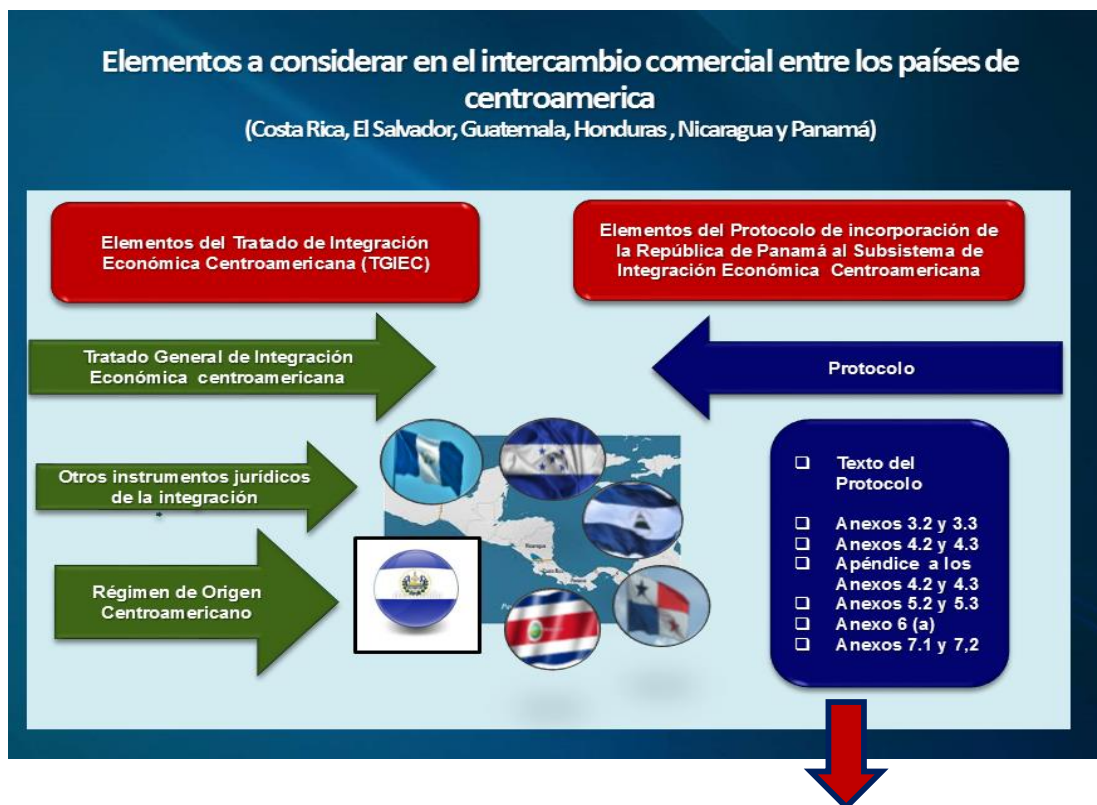 Elementos a considerar en el intercambio comercial entre los países de
centroamerica
(Costa Rica, El Salvador, Guatemala, Honduras , Nicaragua y Panamá)
Elementos del Tratado de Integración
Económica Centroamericana (TGIEC)
Elementos del Protocolo de incorporación de
la República de Panamá al Subsistema de
Integración Económica Centroamericana
Tratado General de Integración
Económica centroamericana
Protocolo
Otros instrumentos jurídicos
de la integración
Régimen de Origen
Centroamericano
Texto del
Protocolo
Anexos 3.2 y 3.3
Anexos 4.2 y 4.3
Apéndice a los
Anexos 4.2 y 4.3
Anexos 5.2 y 5.3
Anexo 6 (a)
Anexos 7.1 y 7,2
Nicaragua